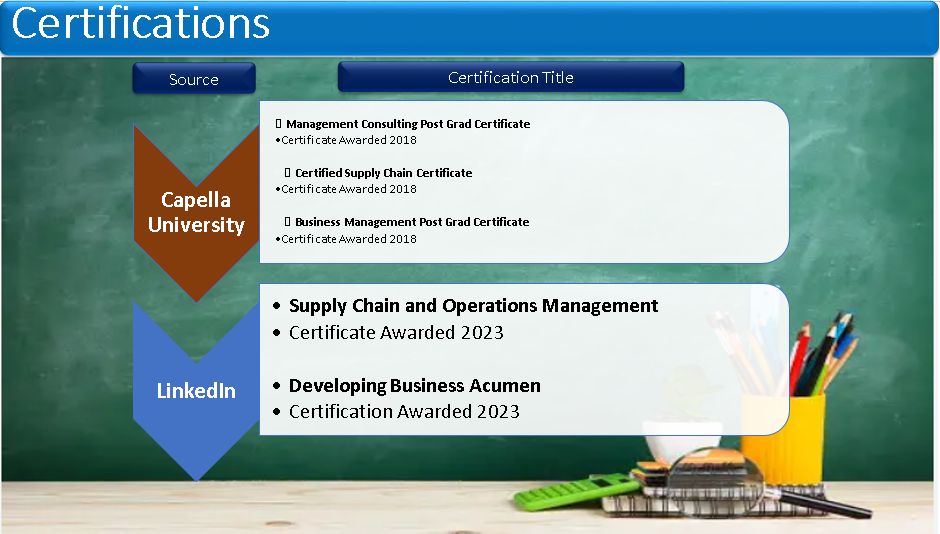 Certifications
Source
Certification Title
Capella
University
▯ Management Consulting Post Grad Certificate
•Certificate Awarded 2018
▯ Certified Supply Chain Certificate
•Certificate Awarded 2018
▯ Business Management Post Grad Certificate
•Certificate Awarded 2018
LinkedIn
• Supply Chain and Operations Management
• Certificate Awarded 2023
• Developing Business Acumen
• Certification Awarded 2023